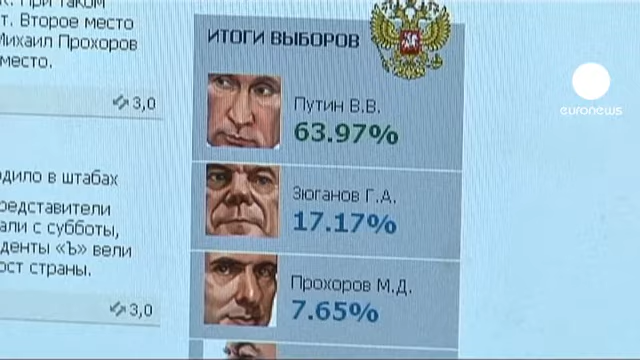 к. При таком
т. Второе место
Михаил Прохоров
место.
3,0
дило в штабах
редставители
али с субботы,
денты «Ъ» вели
ост страны.
3,0
ИТОГИ ВЫБОРОВ
Путин В.В.
63.97%
Зюганов Г.А.
17.17%
Прохоров М.Д.
7.65%
euronews